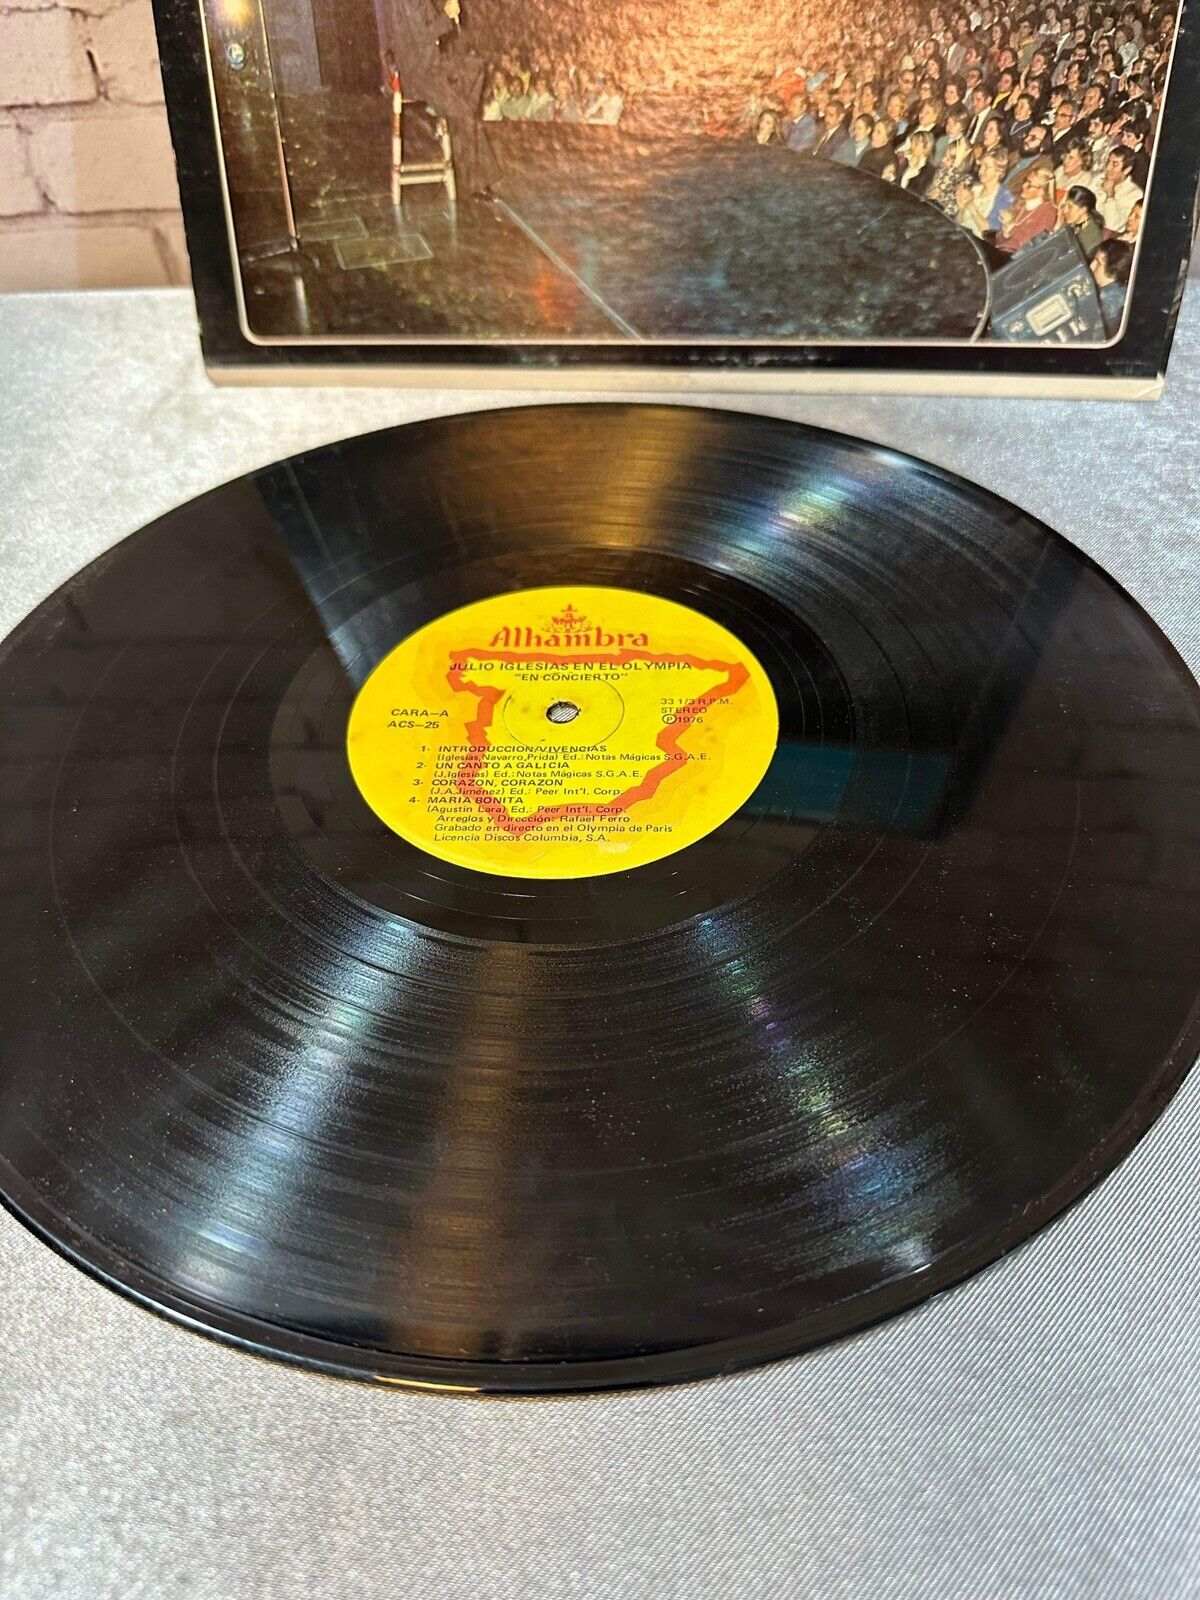 Alhambra
JULIO IGLESIAS EN EL OLYMPIA
"EN CONCIERTO"
CARA-A
ACS-25
33 1/3 R.P.M.
STEREO
Ⓟ1976
1- INTRODUCCION/VIVENCIAS
(Iglesias,Navarro,Prida) Ed.: Notas Mágicas S.G.A.E.
2- UN CANTO A GALICIA
(J.Iglesias) Ed.: Notas Mágicas S.G.A.E.
3- CORAZON, CORAZON
(J.A.Jiménez) Ed.: Peer Int'l. Corp.
4- MARIA BONITA
(Agustin Lara) Ed.: Peer Int'l. Corp.
Arreglos y Dirección: Rafael Ferro
Grabado en directo en el Olympia de Paris
Licencia Discos Columbia, S.A.